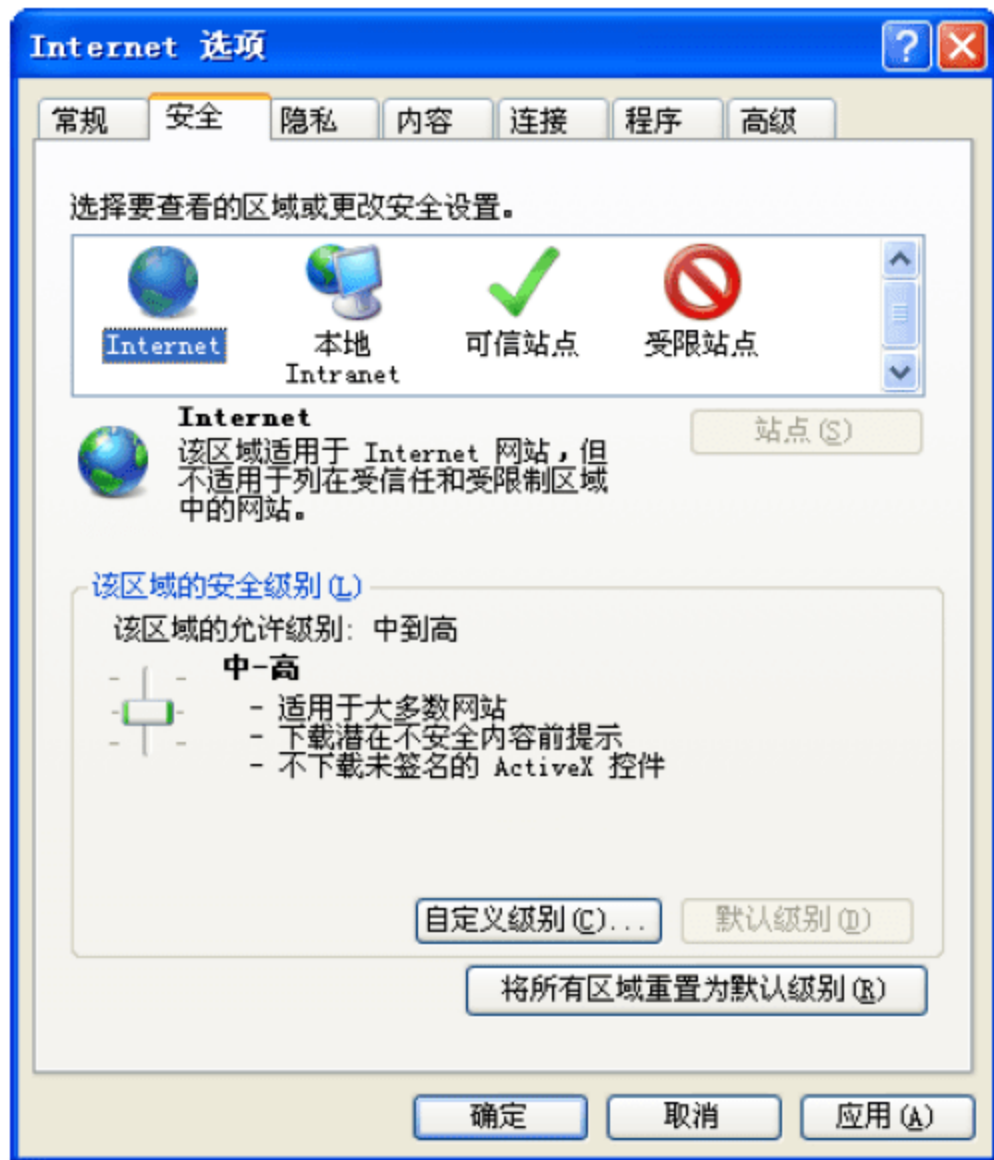 Internet 选项
常规 安全 隐私 内容 连接 程序 高级
选择要查看的区域或更改安全设置。
Internet
本地
Intranet
可信站点
受限站点
Internet
该区域适用于 Internet 网站，但
不适用于列在受信任和受限制区域
中的网站。
站点(S)
该区域的安全级别(L)
该区域的允许级别: 中到高
中-高
- 适用于大多数网站
- 下载潜在不安全内容前提示
- 不下载未签名的 ActiveX 控件
自定义级别(C)... 默认级别(D)
将所有区域重置为默认级别(R)
确定 取消 应用(A)